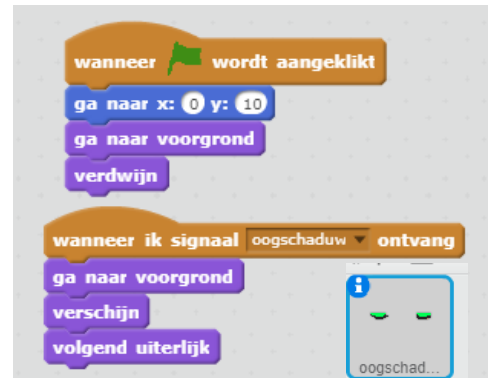 wanneer wordt aangeklikt
ga naar x: 0 y: 10
ga naar voorgrond
verdwijn
wanneer ik signaal oogschaduw ontvang
ga naar voorgrond
verschijn
volgend uiterlijk
i
oogschad...